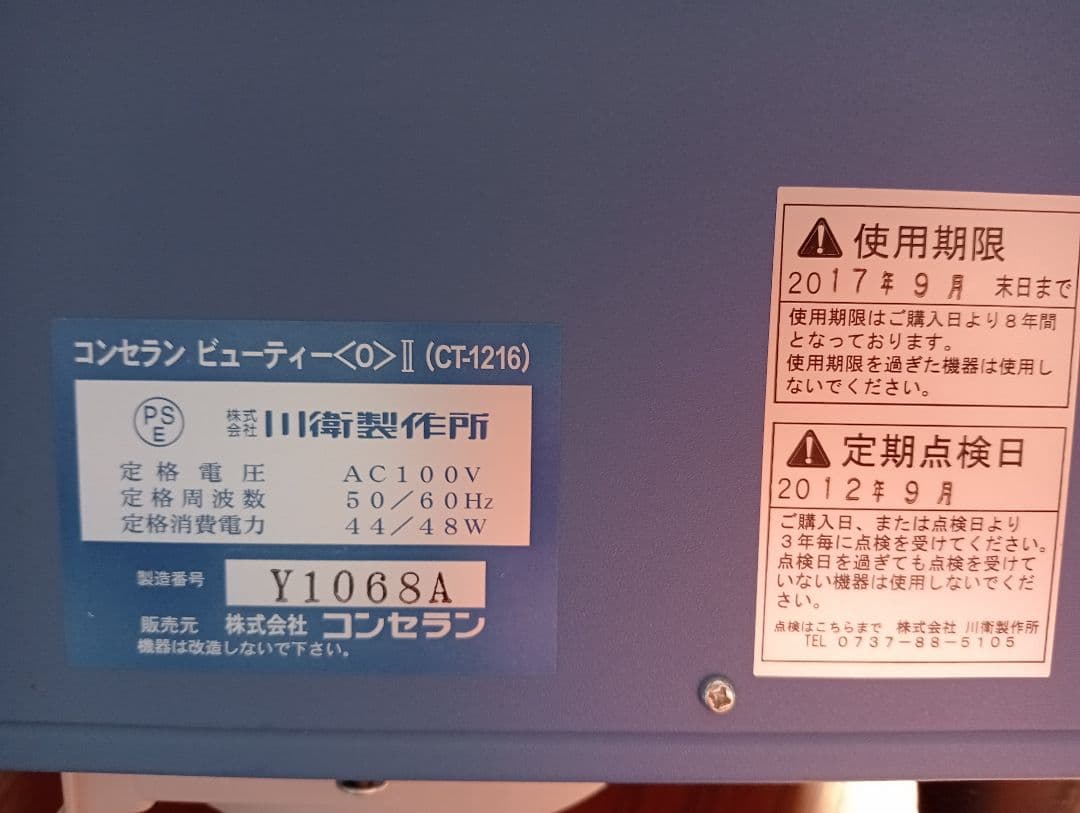 コンセラン ビューティー<O>Ⅱ (CT-1216)
PS
E
株式
会社 川衛製作所
定格電圧 AC100V
定格周波数 50/60Hz
定格消費電力 44/48W
製造番号 Y1068A
販売元 株式会社 コンセラン
機器は改造しないで下さい。
使用期限
2017年 9月 末日まで
使用期限はご購入日より8年間
となっております。
使用期限を過ぎた機器は使用し
ないでください。
定期点検日
2012年 9月
ご購入日、または点検日より
3年毎に点検を受けてください。
点検日を過ぎても点検を受けて
いない機器は使用しないでくだ
さい。
点検はこちらまで 株式会社 川衛製作所
TEL 0737-88-5105